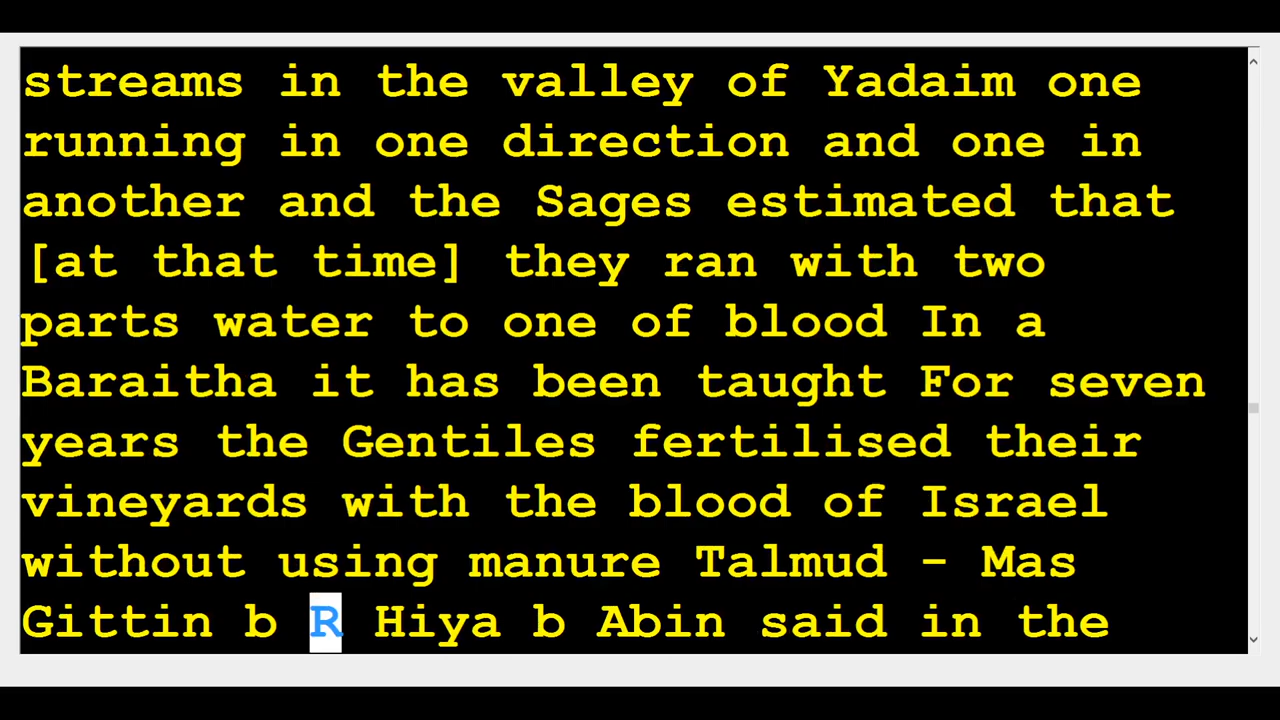 streams in the valley of Yadaim one
running in one direction and one in
another and the Sages estimated that
[at that time] they ran with two
parts water to one of blood In a
Baraitha it has been taught For seven
years the Gentiles fertilised their
vineyards with the blood of Israel
without using manure Talmud - Mas
Gittin b R Hiya b Abin said in the